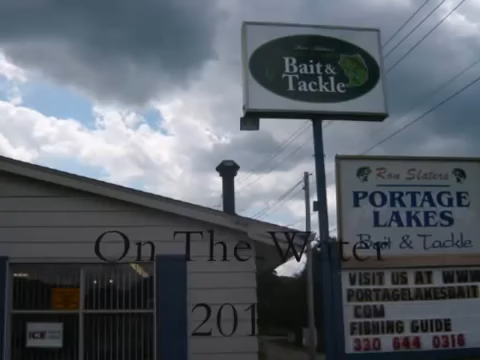 Bait &
Tackle
Ron Slaters
PORTAGE
LAKES
Bait & Tackle
VISIT US AT WWW
PORTAGELAKESBAIT
COM
FISHING GUIDE
330 644 0316
On The Water
201
ICE